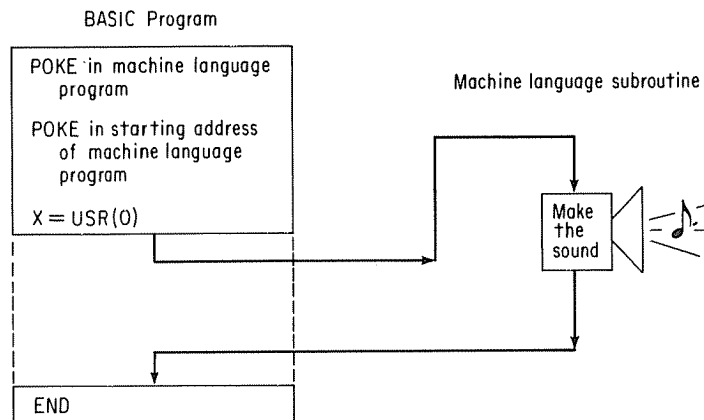 BASIC Program
POKE in machine language
program
POKE in starting address
of machine language
program
X = USR(0)
Machine language subroutine
Make
the
sound
END